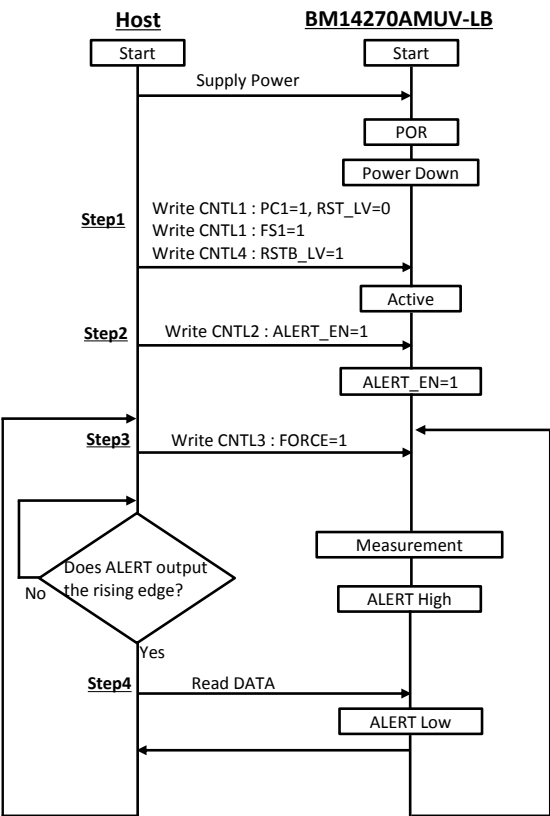 Host
BM14270AMUV-LB
Start
Start
Supply Power
POR
Power Down
Step1
Write CNTL1 : PC1=1, RST_LV=0
Write CNTL1 : FS1=1
Write CNTL4 : RSTB_LV=1
Active
Step2
Write CNTL2 : ALERT_EN=1
ALERT_EN=1
Step3
Write CNTL3 : FORCE=1
Measurement
Does ALERT output
the rising edge?
No
ALERT High
Yes
Step4
Read DATA
ALERT Low